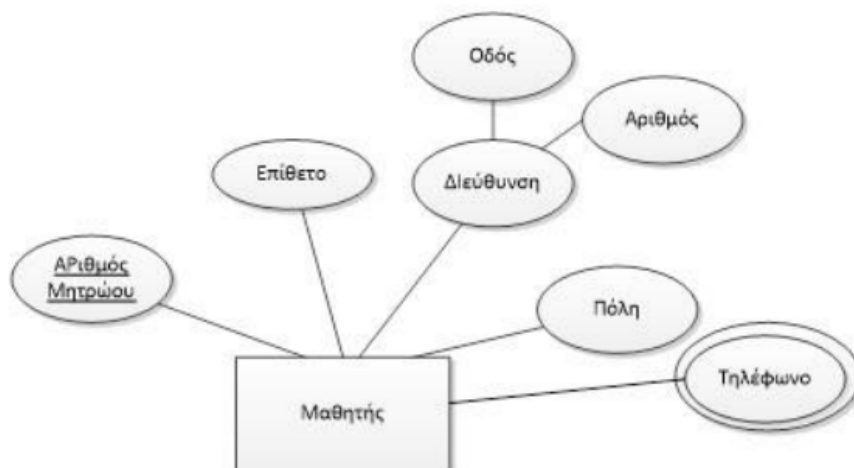 Οδός
Αριθμός
Επίθετο
ΔΙεύθυνση
ΑΡιθμός
Μητρώου
Πόλη
Τηλέφωνο
Μαθητής